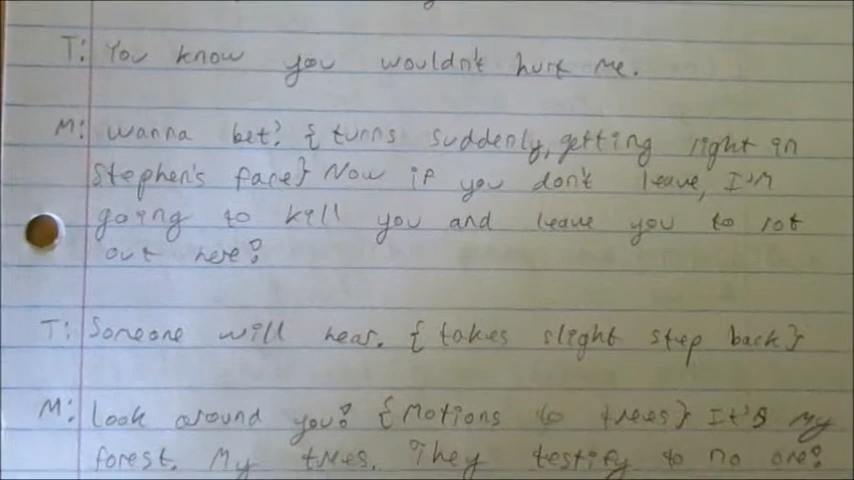 T: You know you wouldn't hurt me.
M: wanna bet? {turns suddenly, getting right in
Stephen's face} Now if you don't leave, I'm
going to kill you and leave you to rot
out here!
T: Someone will hear. {takes slight step back}
M: Look around you! {Motions to trees} It's my
forest. My trees. They testify to no one!